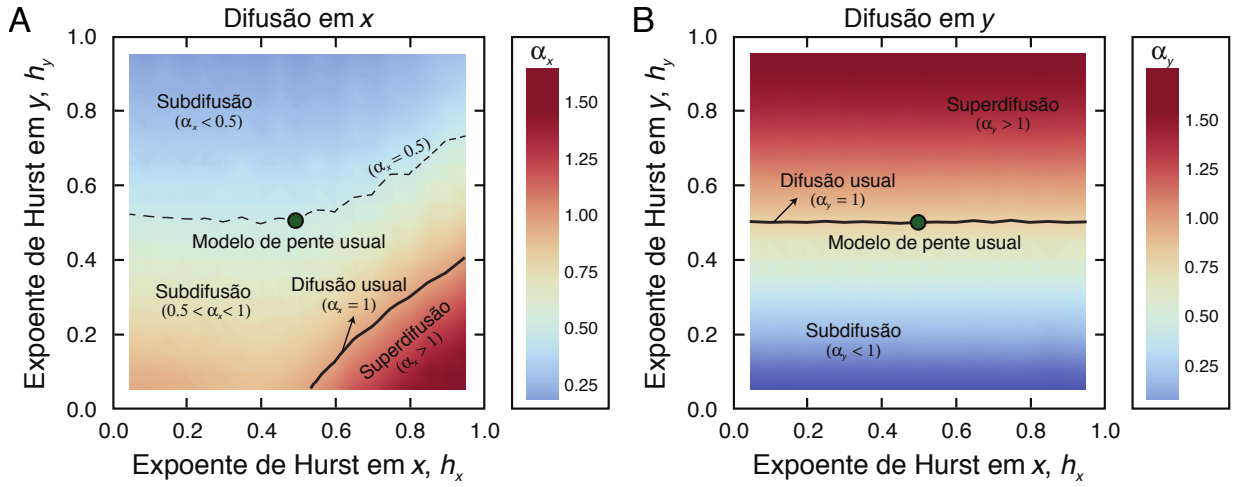 A
Difusão em x
Expoente de Hurst em y, h_y
1.0
0.8
0.6
0.4
0.2
0.0
Subdifusão
(α_x < 0.5)
(α_x = 0.5)
Modelo de pente usual
Subdifusão
(0.5 < α_x < 1)
Difusão usual
(α_x = 1)
Superdifusão
(α_x > 1)
0.0 0.2 0.4 0.6 0.8 1.0
Expoente de Hurst em x, h_x
α_x
1.50
1.25
1.00
0.75
0.50
0.25
B
Difusão em y
Expoente de Hurst em y, h_y
1.0
0.8
0.6
0.4
0.2
0.0
Superdifusão
(α_y > 1)
Difusão usual
(α_y = 1)
Modelo de pente usual
Subdifusão
(α_y < 1)
0.0 0.2 0.4 0.6 0.8 1.0
Expoente de Hurst em x, h_x
α_y
1.50
1.25
1.00
0.75
0.50
0.25